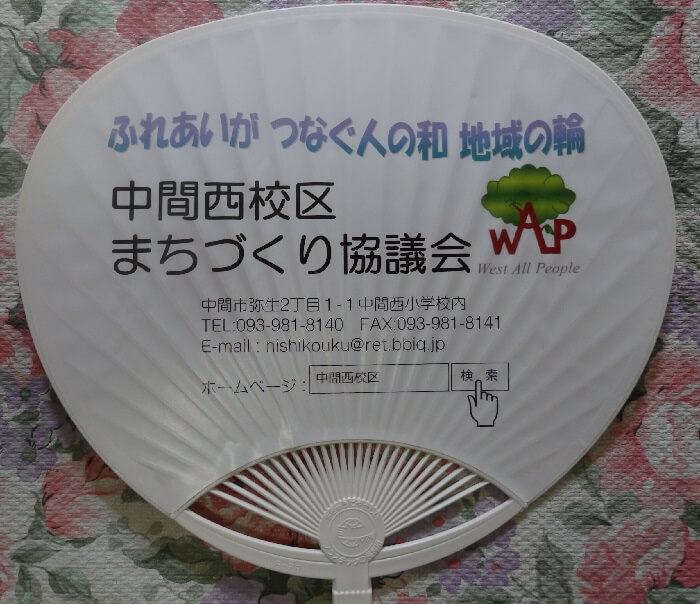 ふれあいが つなぐ人の和 地域の輪
中間西校区
まちづくり協議会
WAP
West All People
中間市弥生2丁目1-1中間西小学校内
TEL:093-981-8140 FAX:093-981-8141
E-mail : nishikouku@ret.bbiq.jp
ホームページ : 中間西校区 検 索